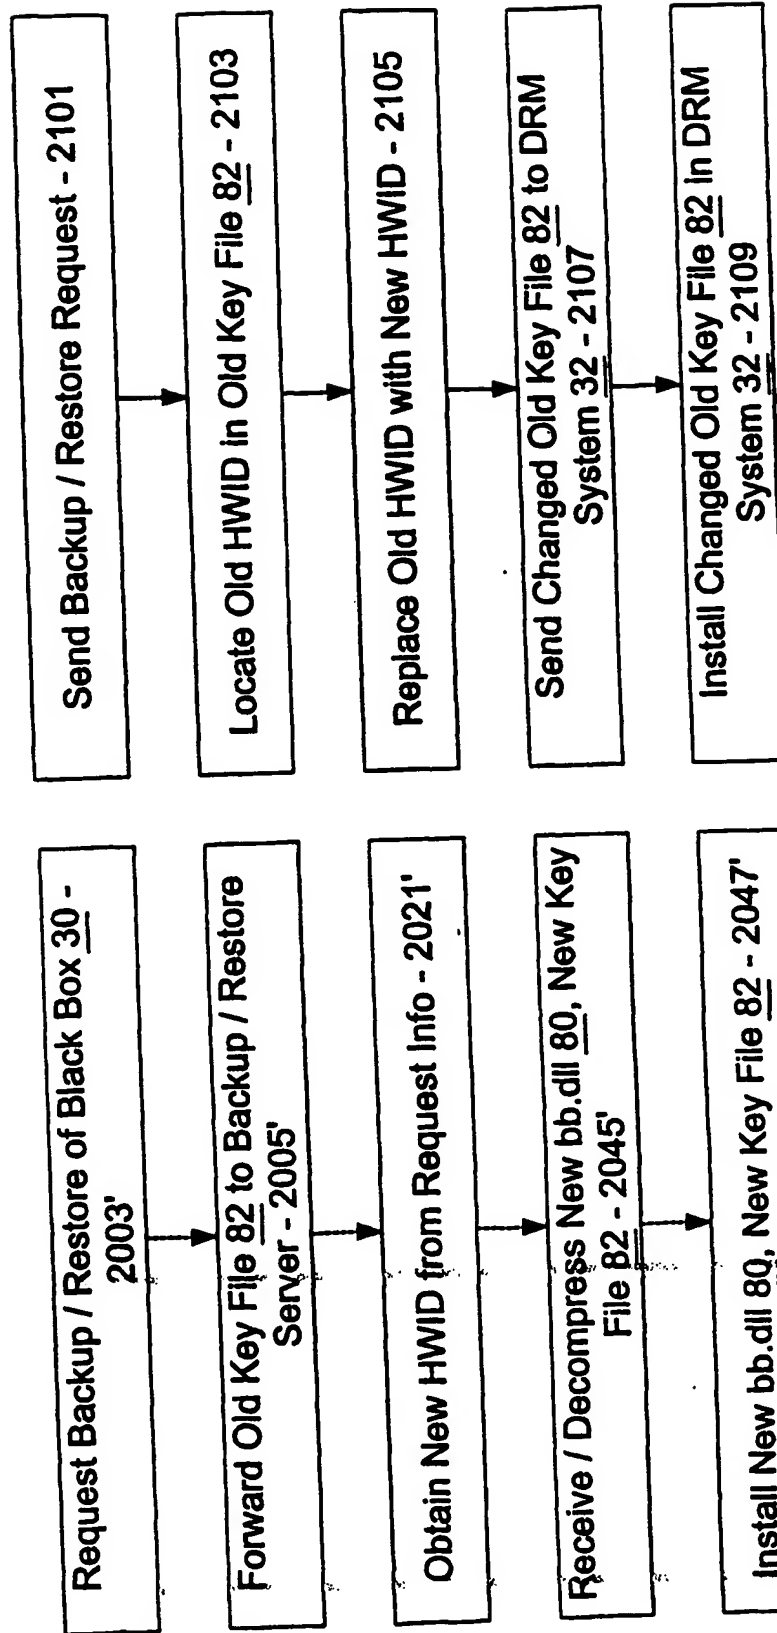 Request Backup / Restore of Black Box 30 -
2003'
Forward Old Key File 82 to Backup / Restore
Server - 2005'
Obtain New HWID from Request Info - 2021'
Receive / Decompress New bb.dll 80, New Key
File 82 - 2045'
Install New bb.dll 80, New Key File 82 - 2047'
Send Backup / Restore Request - 2101
Locate Old HWID in Old Key File 82 - 2103
Replace Old HWID with New HWID - 2105
Send Changed Old Key File 82 to DRM
System 32 - 2107
Install Changed Old Key File 82 in DRM
System 32 - 2109